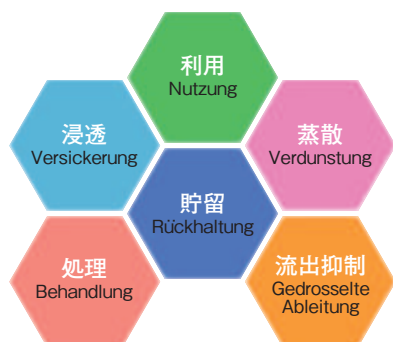 利用
Nutzung
浸透
Versickerung
蒸散
Verdunstung
貯留
Rückhaltung
処理
Behandlung
流出抑制
Gedrosselte
Ableitung